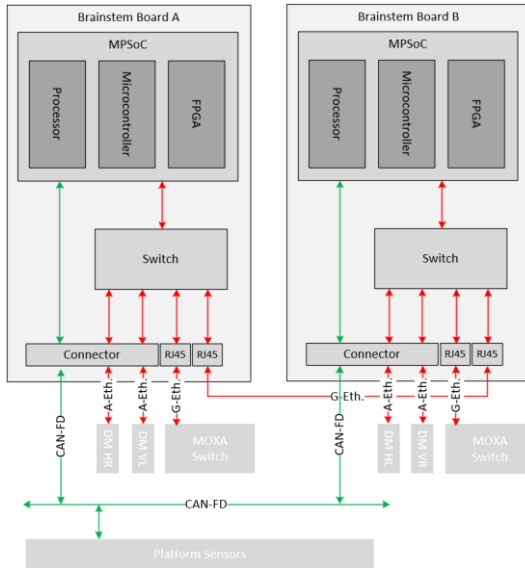 Brainstem Board A
MPSoC
Processor
Microcontroller
FPGA
Switch
Connector
RJ45
RJ45
CAN-FD
A-Eth.
A-Eth.
G-Eth.
DM HR
DM VL
MOXA
Switch
Brainstem Board B
MPSoC
Processor
Microcontroller
FPGA
Switch
Connector
RJ45
RJ45
G-Eth.
CAN-FD
A-Eth.
A-Eth.
G-Eth.
DM HL
DM VR
MOXA
Switch
CAN-FD
Platform Sensors